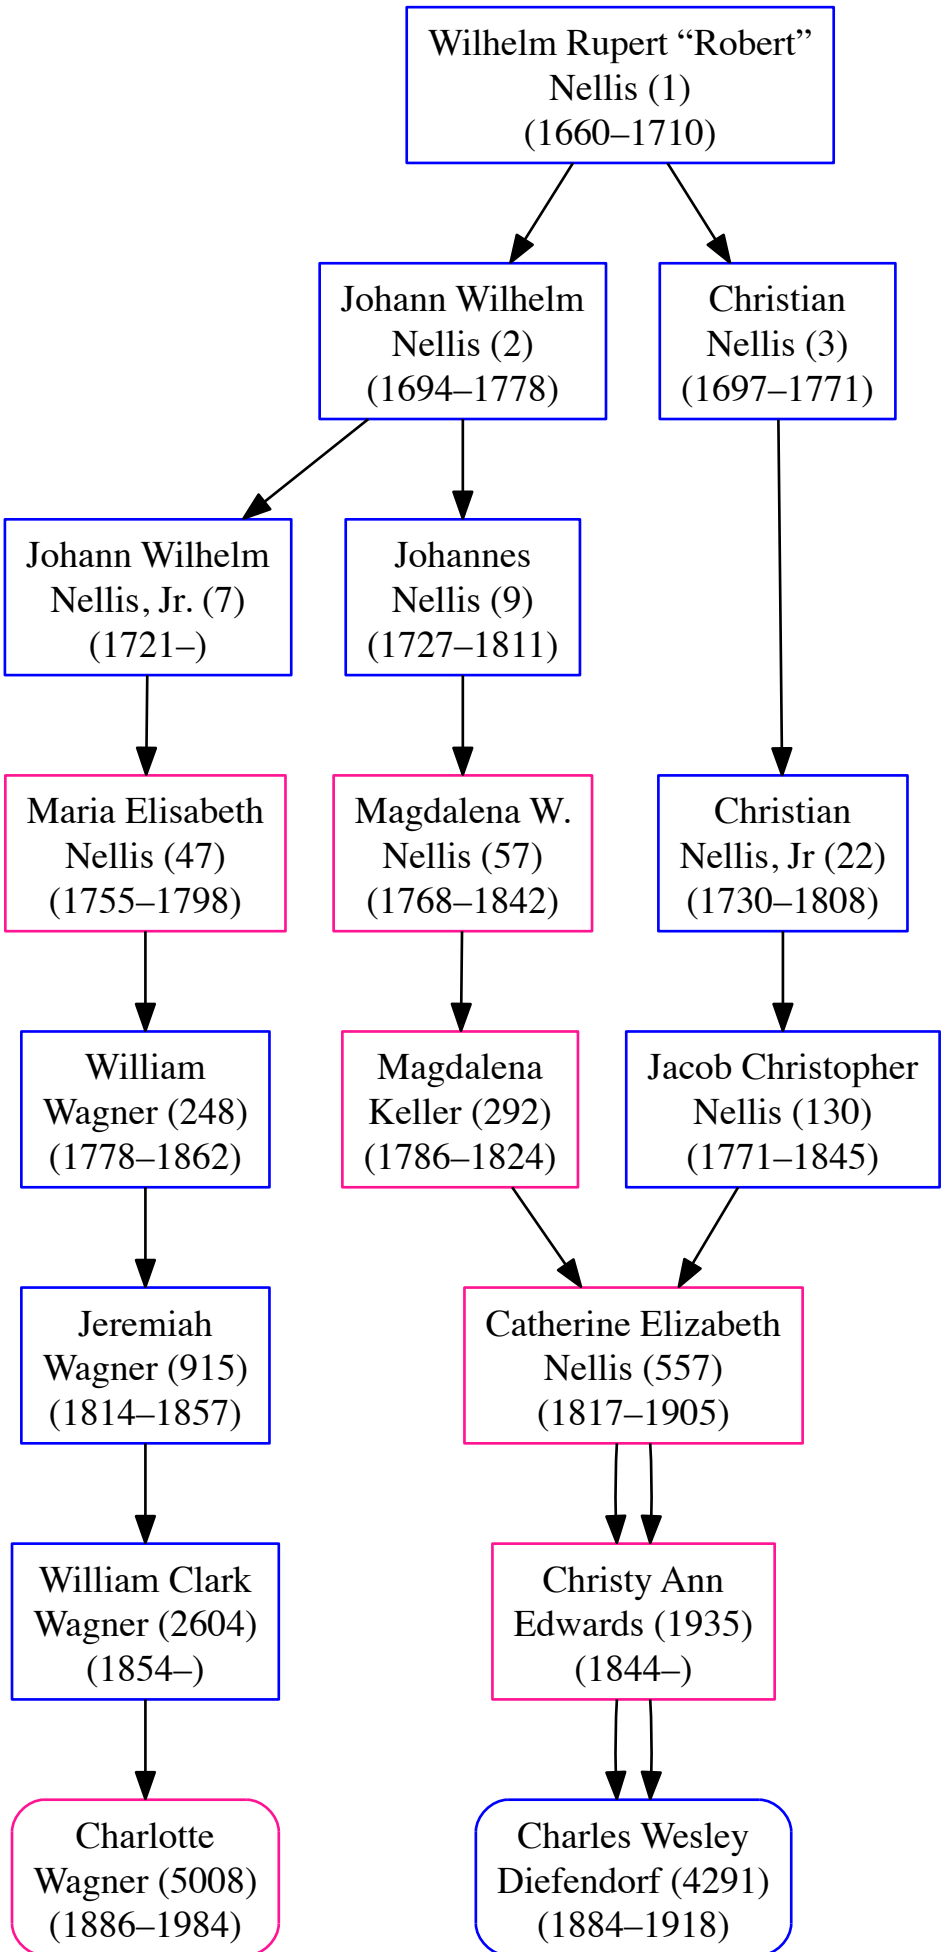 Wilhelm Rupert “Robert”
Nellis (1)
(1660–1710)
Johann Wilhelm
Nellis (2)
(1694–1778)
Christian
Nellis (3)
(1697–1771)
Johann Wilhelm
Nellis, Jr. (7)
(1721–)
Johannes
Nellis (9)
(1727–1811)
Maria Elisabeth
Nellis (47)
(1755–1798)
Magdalena W.
Nellis (57)
(1768–1842)
Christian
Nellis, Jr (22)
(1730–1808)
William
Wagner (248)
(1778–1862)
Magdalena
Keller (292)
(1786–1824)
Jacob Christopher
Nellis (130)
(1771–1845)
Jeremiah
Wagner (915)
(1814–1857)
Catherine Elizabeth
Nellis (557)
(1817–1905)
William Clark
Wagner (2604)
(1854–)
Christy Ann
Edwards (1935)
(1844–)
Charlotte
Wagner (5008)
(1886–1984)
Charles Wesley
Diefendorf (4291)
(1884–1918)